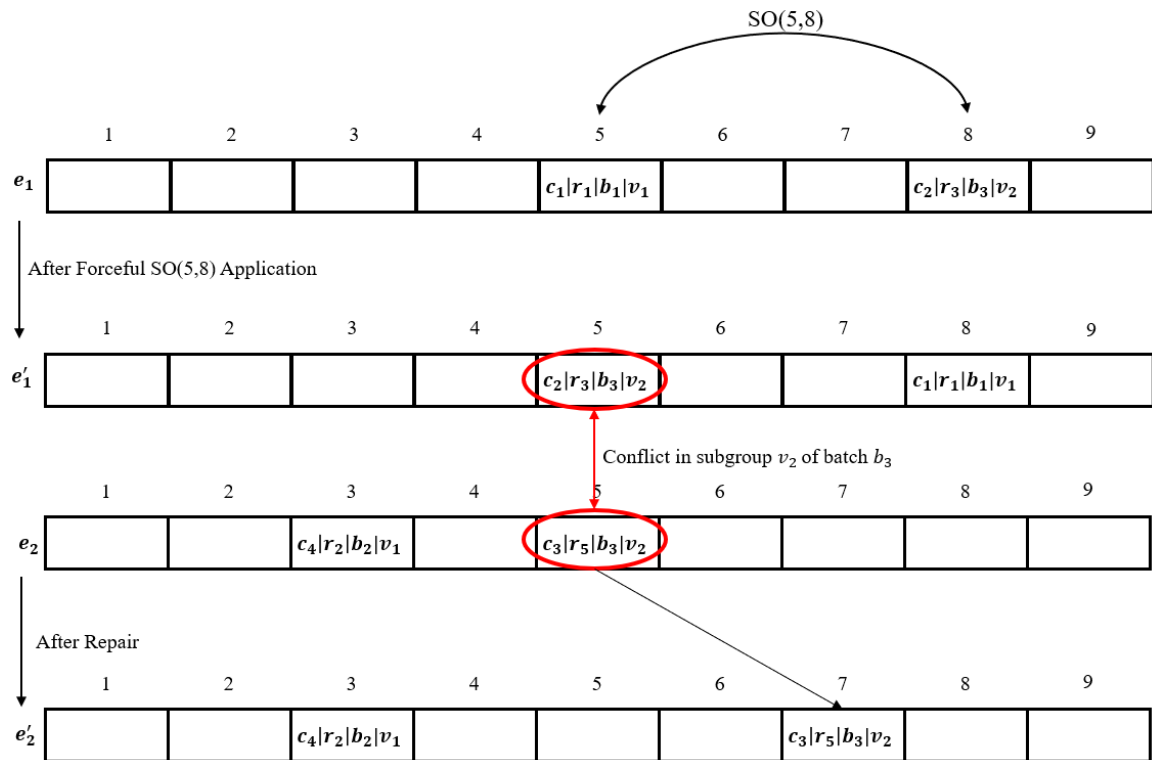 SO(5,8)
1 2 3 4 5 6 7 8 9
e₁ c₁|r₁|b₁|v₁ c₂|r₃|b₃|v₂
After Forceful SO(5,8) Application
1 2 3 4 5 6 7 8 9
e₁′ c₂|r₃|b₃|v₂ c₁|r₁|b₁|v₁
Conflict in subgroup v₂ of batch b₃
1 2 3 4 5 6 7 8 9
e₂ c₄|r₂|b₂|v₁ c₃|r₅|b₃|v₂
After Repair
1 2 3 4 5 6 7 8 9
e₂′ c₄|r₂|b₂|v₁ c₃|r₅|b₃|v₂